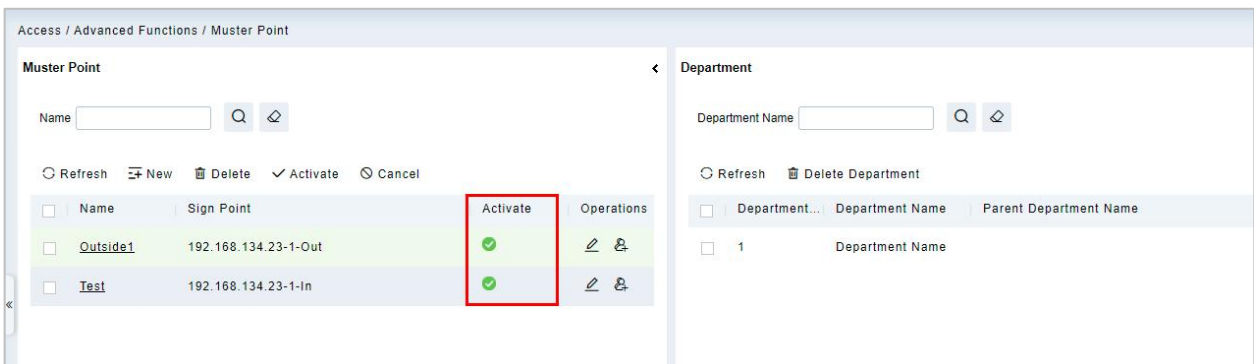 Access / Advanced Functions / Muster Point
Muster Point
Name
Refresh New Delete Activate Cancel
Name Sign Point Activate Operations
Outside1 192.168.134.23-1-Out
Test 192.168.134.23-1-In
Department
Department Name
Refresh Delete Department
Department... Department Name Parent Department Name
1 Department Name